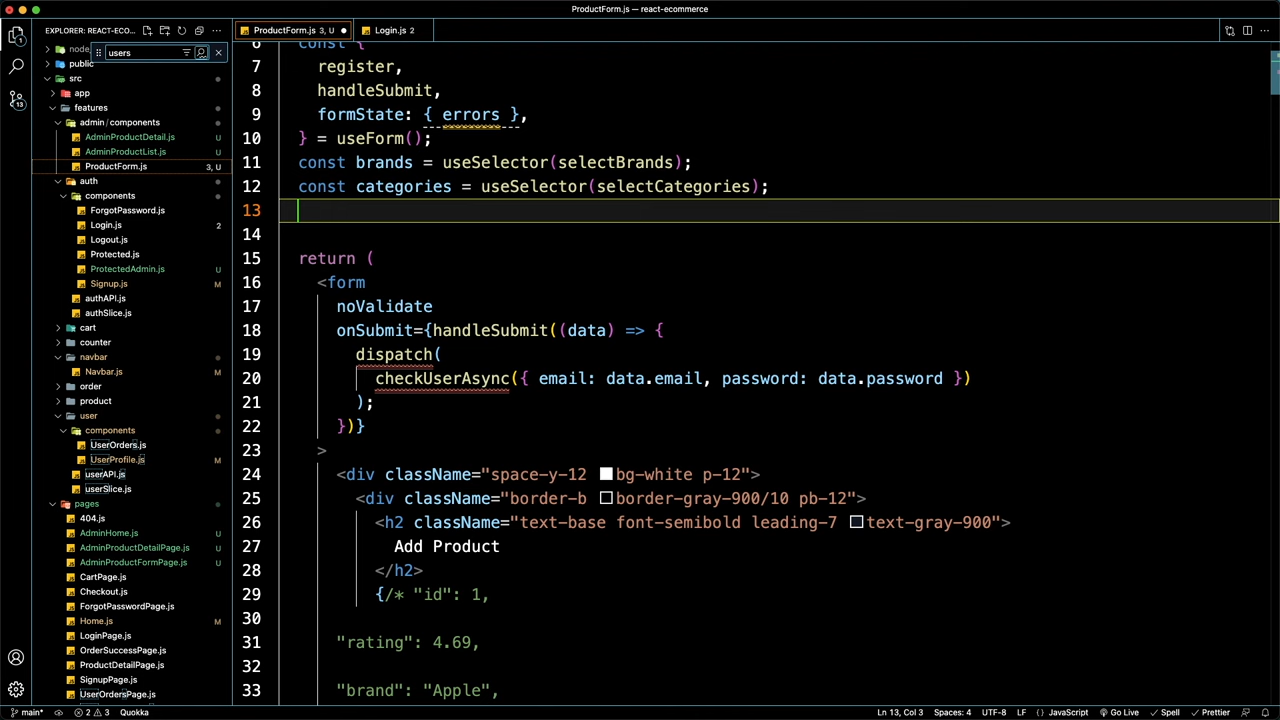 ProductForm.js — react-ecommerce
EXPLORER: REACT-ECO...
ProductForm.js 3, U
Login.js 2
users
public
src
app
features
admin / components
AdminProductDetail.js U
AdminProductList.js U
ProductForm.js 3, U
auth
components
ForgotPassword.js
Login.js 2
Logout.js
Protected.js
ProtectedAdmin.js U
Signup.js M
authAPI.js
authSlice.js
cart
counter
navbar
Navbar.js M
order
product
user
components
UserOrders.js
UserProfile.js M
userAPI.js
userSlice.js
pages
404.js
AdminHome.js U
AdminProductDetailPage.js U
AdminProductFormPage.js U
CartPage.js
Checkout.js
ForgotPasswordPage.js
Home.js M
LoginPage.js
OrderSuccessPage.js
ProductDetailPage.js
SignupPage.js
UserOrdersPage.js
6 const {
7 register,
8 handleSubmit,
9 formState: { errors },
10 } = useForm();
11 const brands = useSelector(selectBrands);
12 const categories = useSelector(selectCategories);
13
14
15 return (
16 <form
17 noValidate
18 onSubmit={handleSubmit((data) => {
19 dispatch(
20 checkUserAsync({ email: data.email, password: data.password })
21 );
22 })}
23 >
24 <div className="space-y-12 bg-white p-12">
25 <div className="border-b border-gray-900/10 pb-12">
26 <h2 className="text-base font-semibold leading-7 text-gray-900">
27 Add Product
28 </h2>
29 {/* "id": 1,
30
31 "rating": 4.69,
32
33 "brand": "Apple",
main* 2 3 Quokka
Ln 13, Col 3 Spaces: 4 UTF-8 LF {} JavaScript Go Live Spell Prettier